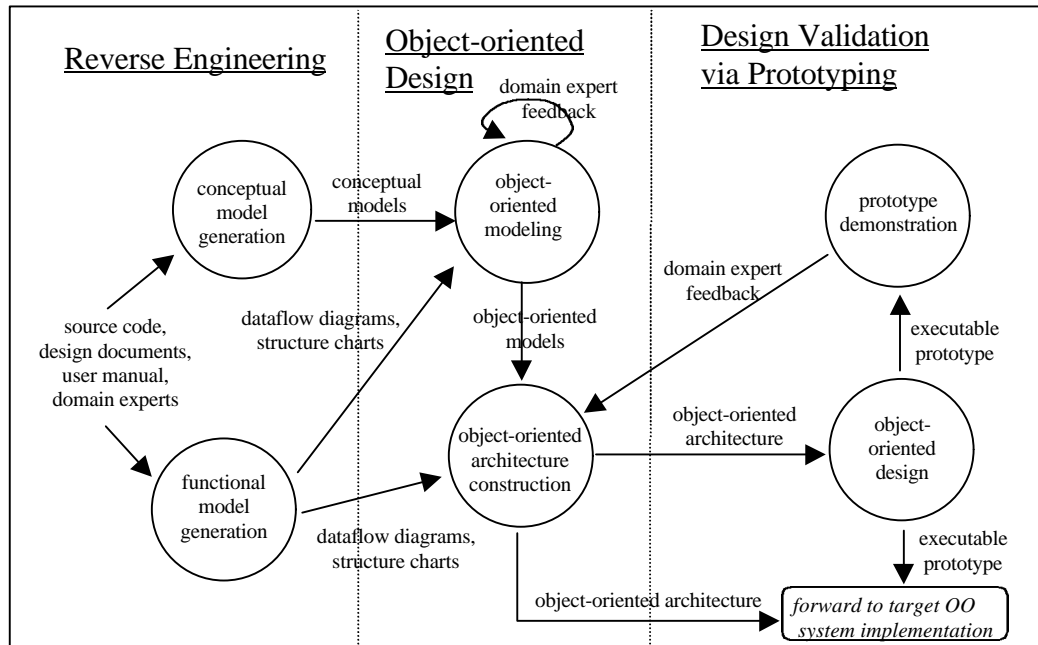 Reverse Engineering
Object-oriented
Design
Design Validation
via Prototyping
domain expert
feedback
conceptual
model
generation
conceptual
models
object-
oriented
modeling
prototype
demonstration
domain expert
feedback
source code,
design documents,
user manual,
domain experts
dataflow diagrams,
structure charts
object-oriented
models
executable
prototype
functional
model
generation
object-oriented
architecture
construction
object-oriented
architecture
object-
oriented
design
dataflow diagrams,
structure charts
executable
prototype
object-oriented architecture
forward to target OO
system implementation